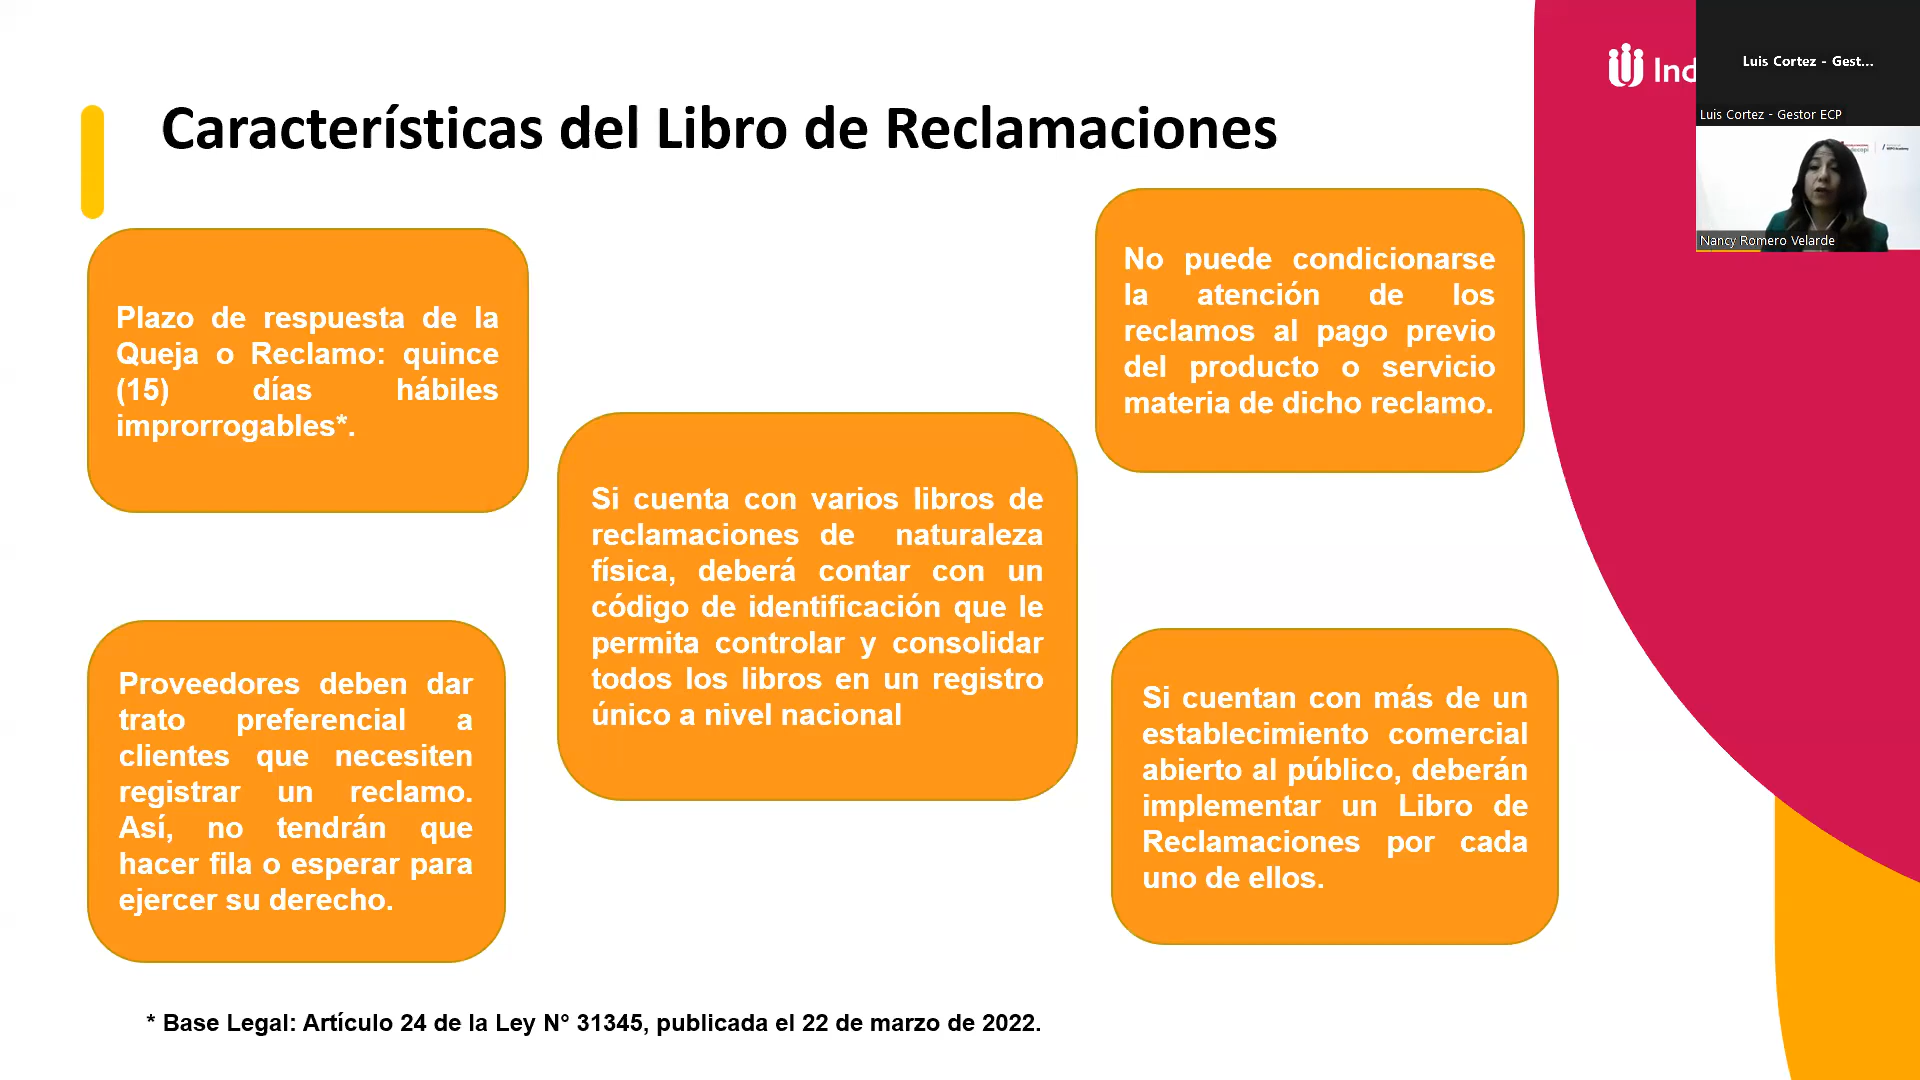 Características del Libro de Reclamaciones
Ind
Luis Cortez - Gest...
Luis Cortez - Gestor ECP
Nancy Romero Velarde
Plazo de respuesta de la
Queja o Reclamo: quince
(15) días hábiles
improrrogables*.
No puede condicionarse
la atención de los
reclamos al pago previo
del producto o servicio
materia de dicho reclamo.
Si cuenta con varios libros de
reclamaciones de naturaleza
física, deberá contar con un
código de identificación que le
permita controlar y consolidar
todos los libros en un registro
único a nivel nacional
Proveedores deben dar
trato preferencial a
clientes que necesiten
registrar un reclamo.
Así, no tendrán que
hacer fila o esperar para
ejercer su derecho.
Si cuentan con más de un
establecimiento comercial
abierto al público, deberán
implementar un Libro de
Reclamaciones por cada
uno de ellos.
* Base Legal: Artículo 24 de la Ley N° 31345, publicada el 22 de marzo de 2022.